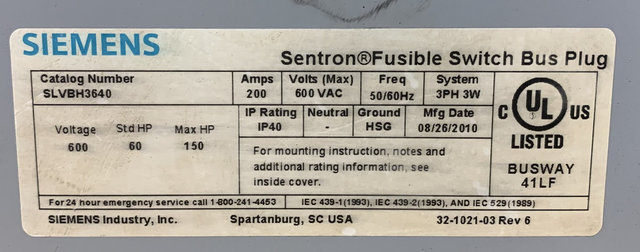 SIEMENS
Sentron®Fusible Switch Bus Plug
Catalog Number Amps Volts (Max) Freq System
SLVBH3640 200 600 VAC 50/60Hz 3PH 3W
IP Rating Neutral Ground Mfg Date
IP40 - HSG 08/26/2010
Voltage Std HP Max HP
600 60 150
For mounting instruction, notes and
additional rating information, see
inside cover.
C UL US
LISTED
BUSWAY
41LF
For 24 hour emergency service call 1-800-241-4453 IEC 439-1(1993), IEC 439-2(1993), AND IEC 529(1989)
SIEMENS Industry, Inc. Spartanburg, SC USA 32-1021-03 Rev 6